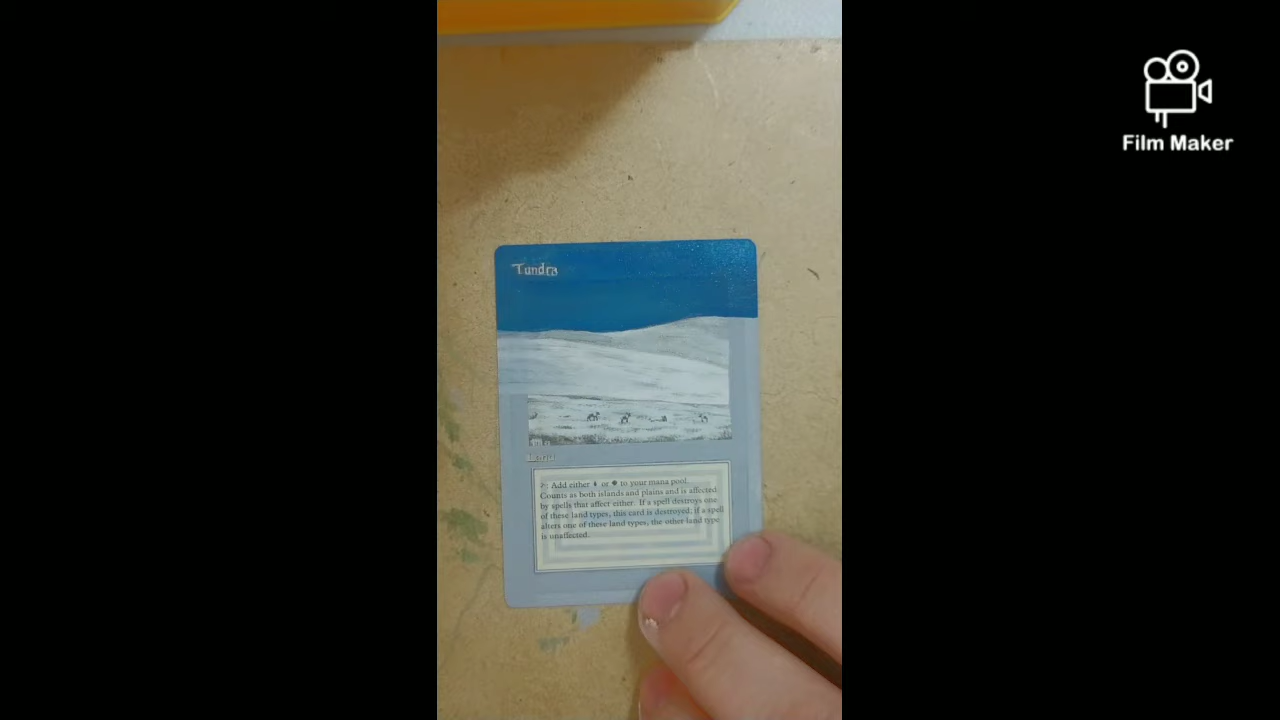 Film Maker
Tundra
Land
: Add either or to your mana pool.
Counts as both islands and plains and is affected
by spells that affect either. If a spell destroys one
of these land types, this card is destroyed; if a spell
alters one of these land types, the other land type
is unaffected.